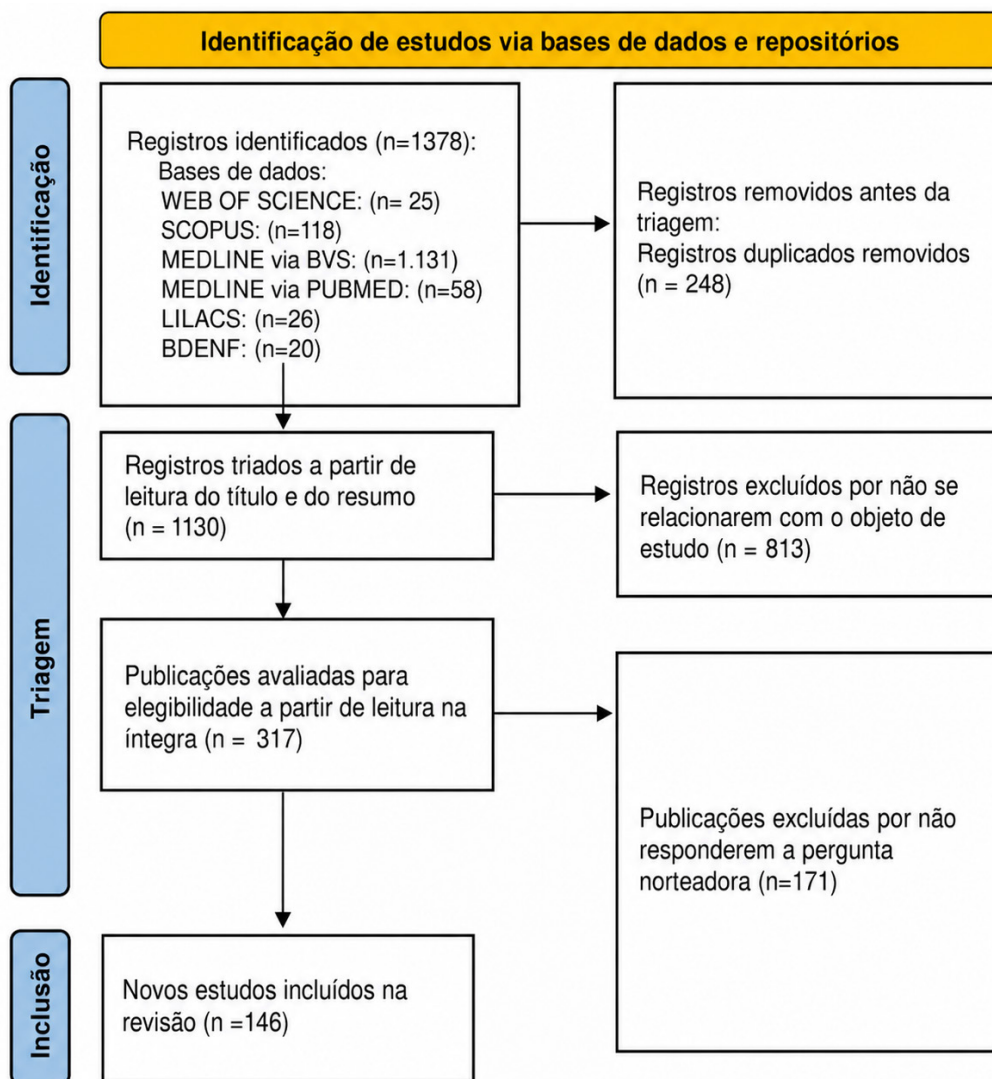 Identificação de estudos via bases de dados e repositórios
Identificação
Registros identificados (n=1378):
Bases de dados:
WEB OF SCIENCE: (n= 25)
SCOPUS: (n=118)
MEDLINE via BVS: (n=1.131)
MEDLINE via PUBMED: (n=58)
LILACS: (n=26)
BDENF: (n=20)
Registros removidos antes da
triagem:
Registros duplicados removidos
(n = 248)
Triagem
Registros triados a partir de
leitura do título e do resumo
(n = 1130)
Registros excluídos por não se
relacionarem com o objeto de
estudo (n = 813)
Publicações avaliadas para
elegibilidade a partir de leitura na
íntegra (n = 317)
Publicações excluídas por não
responderem a pergunta
norteadora (n=171)
Inclusão
Novos estudos incluídos na
revisão (n =146)